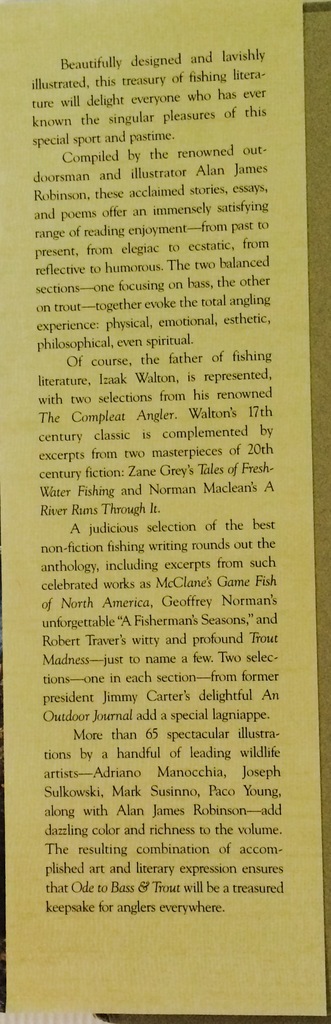 Beautifully designed and lavishly
illustrated, this treasury of fishing litera-
ture will delight everyone who has ever
known the singular pleasures of this
special sport and pastime.
Compiled by the renowned out-
doorsman and illustrator Alan James
Robinson, these acclaimed stories, essays,
and poems offer an immensely satisfying
range of reading enjoyment—from past to
present, from elegiac to ecstatic, from
reflective to humorous. The two balanced
sections—one focusing on bass, the other
on trout—together evoke the total angling
experience: physical, emotional, esthetic,
philosophical, even spiritual.
Of course, the father of fishing
literature, Izaak Walton, is represented,
with two selections from his renowned
The Compleat Angler. Walton's 17th
century classic is complemented by
excerpts from two masterpieces of 20th
century fiction: Zane Grey's Tales of Fresh-
Water Fishing and Norman Maclean's A
River Runs Through It.
A judicious selection of the best
non-fiction fishing writing rounds out the
anthology, including excerpts from such
celebrated works as McClane's Game Fish
of North America, Geoffrey Norman's
unforgettable "A Fisherman's Seasons," and
Robert Traver's witty and profound Trout
Madness—just to name a few. Two selec-
tions—one in each section—from former
president Jimmy Carter's delightful An
Outdoor Journal add a special lagniappe.
More than 65 spectacular illustra-
tions by a handful of leading wildlife
artists—Adriano Manocchia, Joseph
Sulkowski, Mark Susinno, Paco Young,
along with Alan James Robinson—add
dazzling color and richness to the volume.
The resulting combination of accom-
plished art and literary expression ensures
that Ode to Bass & Trout will be a treasured
keepsake for anglers everywhere.